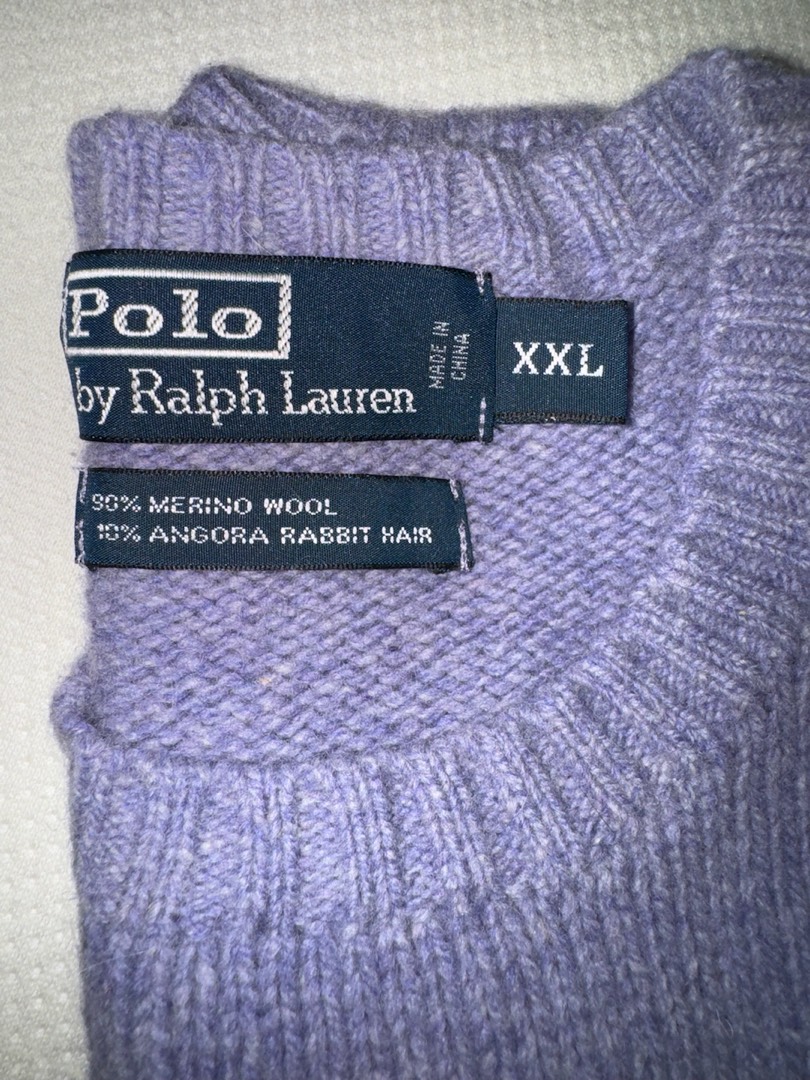 Polo
by Ralph Lauren
MADE IN
CHINA
XXL
90% MERINO WOOL
10% ANGORA RABBIT HAIR